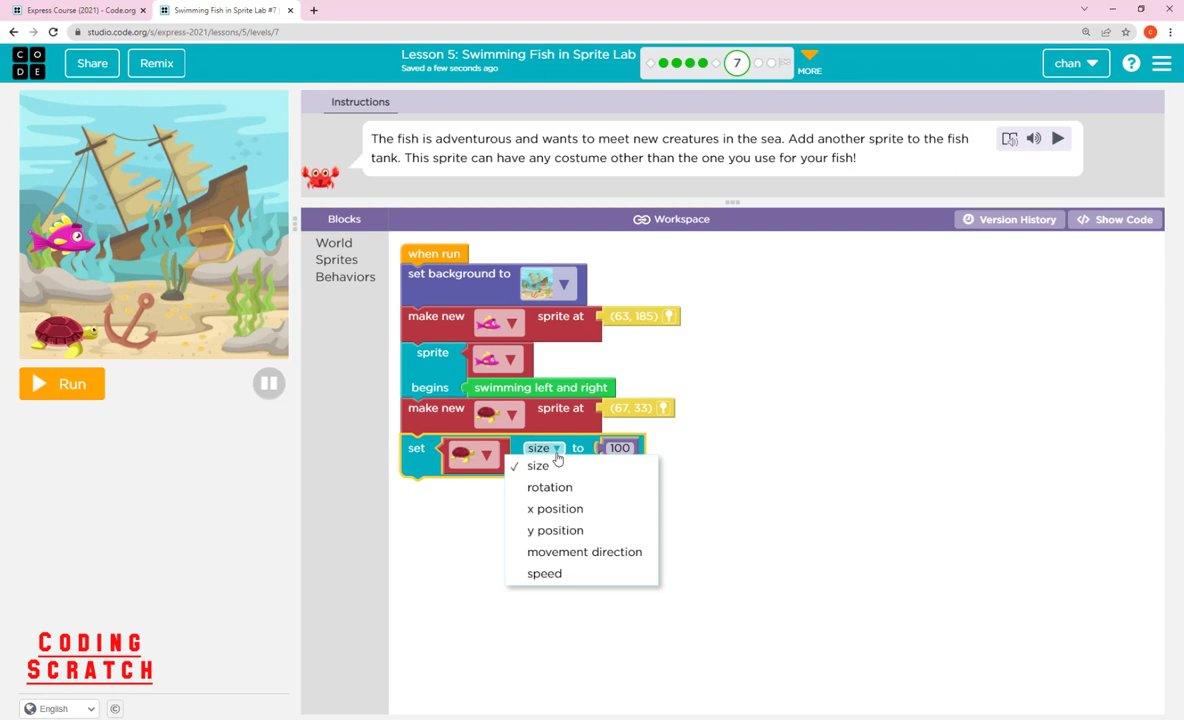 Express Course (2021) - Code.org
Swimming Fish in Sprite Lab #7
studio.code.org/s/express-2021/lessons/5/levels/7
CODE
Share
Remix
Lesson 5: Swimming Fish in Sprite Lab
Saved a few seconds ago
7
MORE
chan
?
Instructions
The fish is adventurous and wants to meet new creatures in the sea. Add another sprite to the fish
tank. This sprite can have any costume other than the one you use for your fish!
Blocks
Workspace
Version History
Show Code
World
Sprites
Behaviors
when run
set background to
make new sprite at (63, 185)
sprite
begins swimming left and right
make new sprite at (67, 33)
set size to 100
size
rotation
x position
y position
movement direction
speed
Run
CODING
SCRATCH
English
©